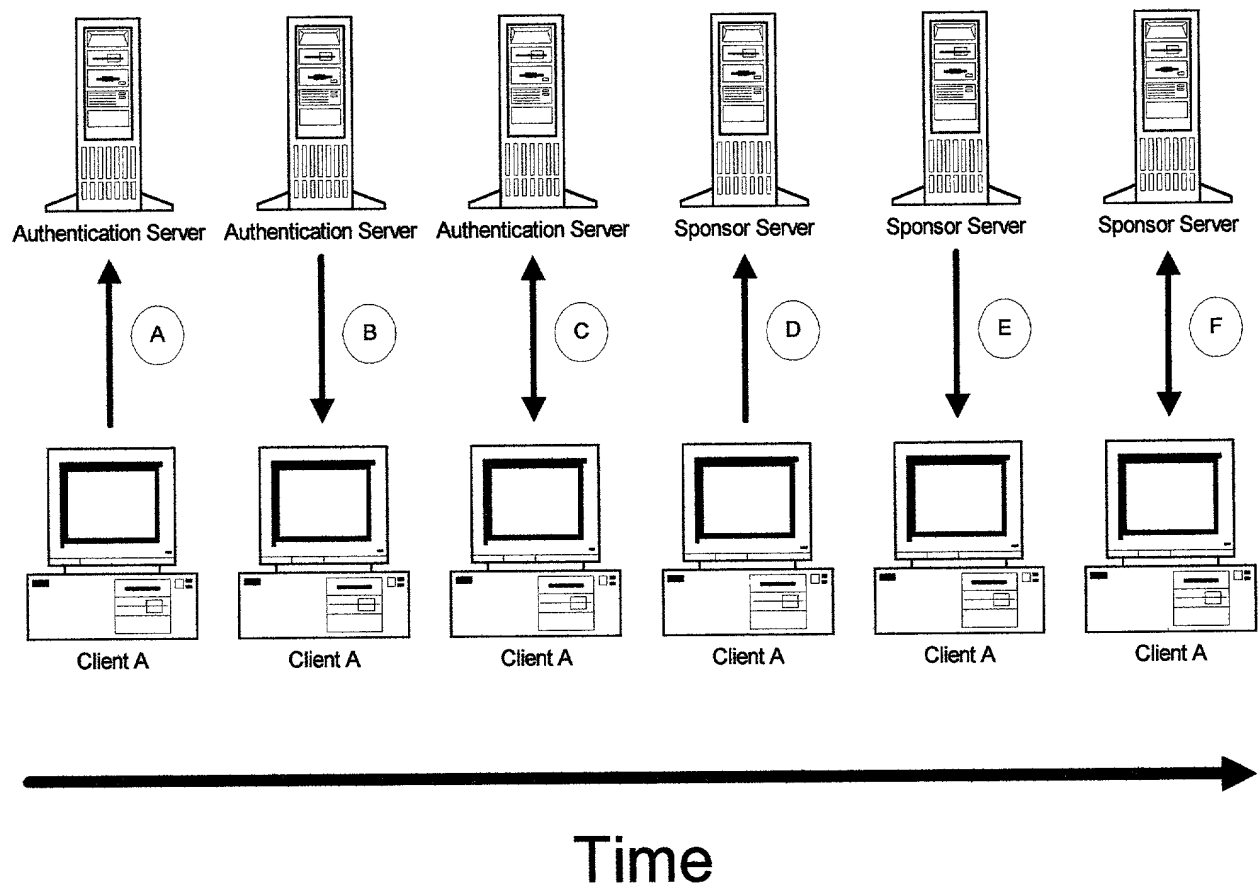 Authentication Server Authentication Server Authentication Server Sponsor Server Sponsor Server Sponsor Server
A B C D E F
Client A Client A Client A Client A Client A Client A
Time